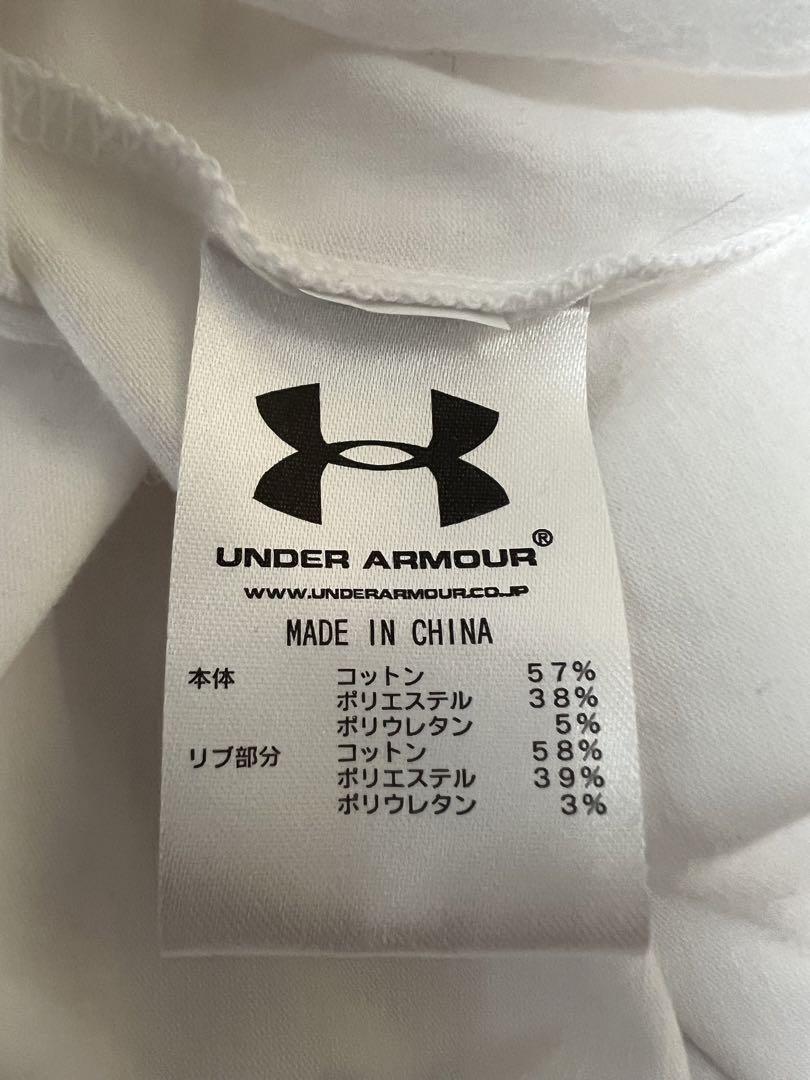 UNDER ARMOUR®
WWW.UNDERARMOUR.CO.JP
MADE IN CHINA
本体 コットン 57%
ポリエステル 38%
ポリウレタン 5%
リブ部分 コットン 58%
ポリエステル 39%
ポリウレタン 3%